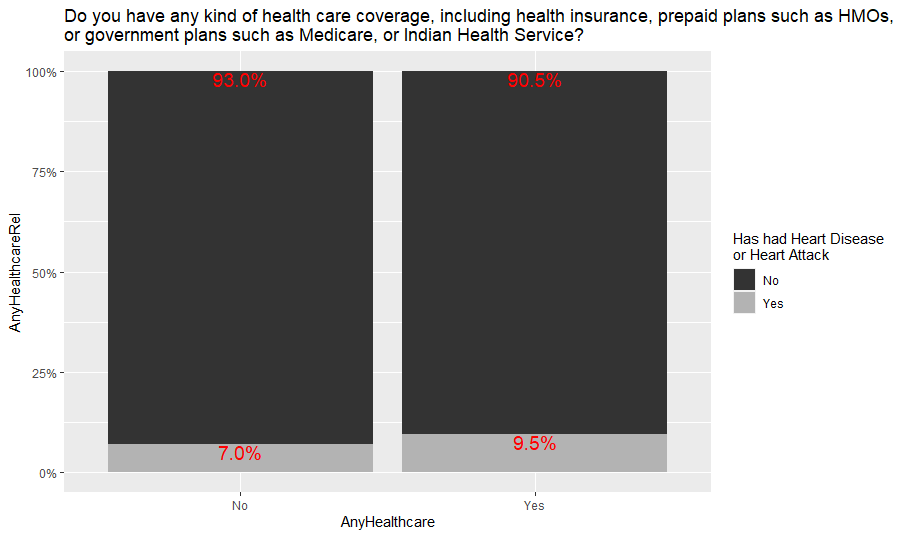 Do you have any kind of health care coverage, including health insurance, prepaid plans such as HMOs,
or government plans such as Medicare, or Indian Health Service?
100%
75%
50%
25%
0%
AnyHealthcareRel
93.0%
90.5%
7.0%
9.5%
No
Yes
AnyHealthcare
Has had Heart Disease
or Heart Attack
No
Yes